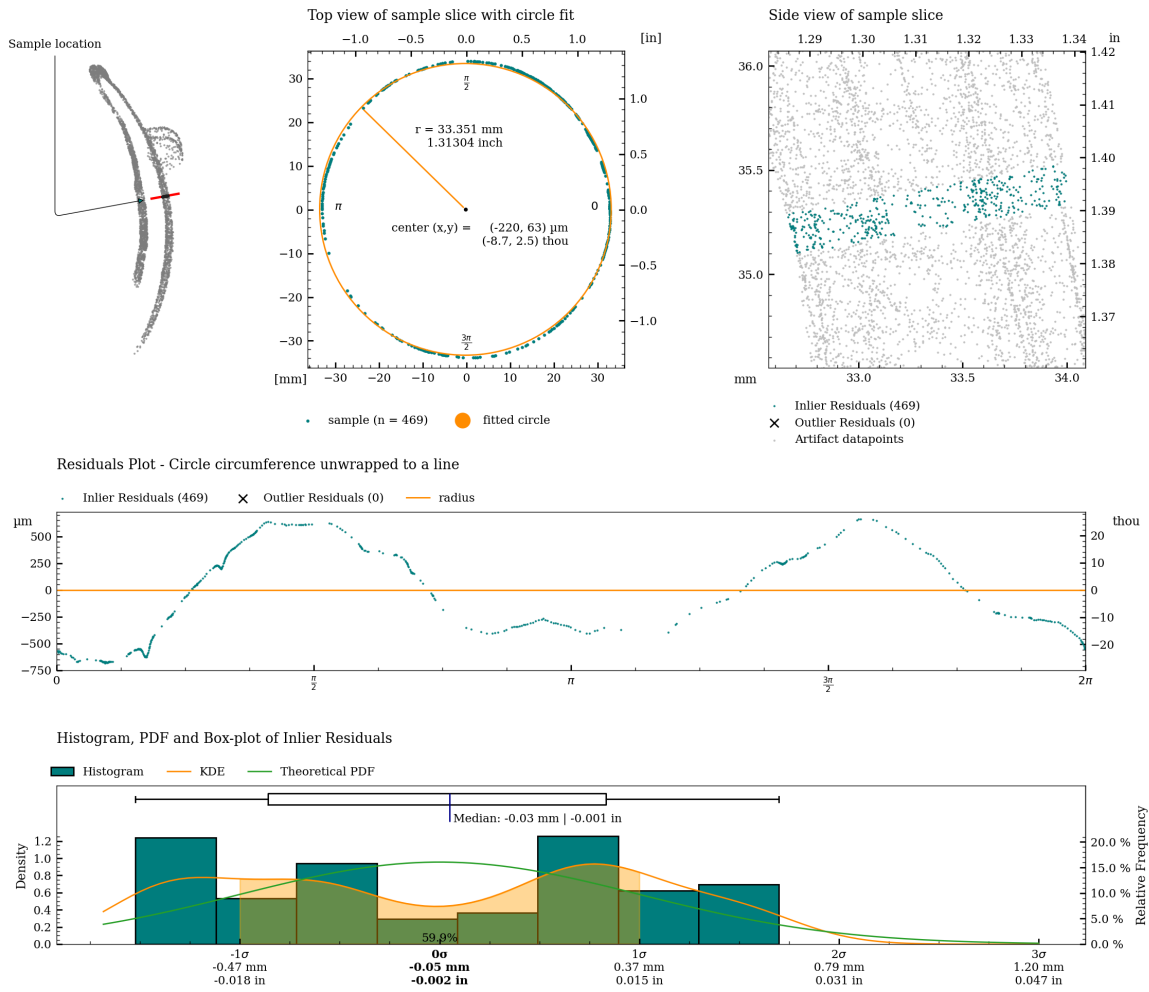 Sample location
Top view of sample slice with circle fit
−1.0 −0.5 0.0 0.5 1.0 [in]
30
20
10
0
−10
−20
−30
1.0
0.5
0.0
−0.5
−1.0
π/2
r = 33.351 mm
1.31304 inch
π
0
center (x,y) = (-220, 63) µm
(-8.7, 2.5) thou
3π/2
[mm] −30 −20 −10 0 10 20 30
sample (n = 469) fitted circle
Side view of sample slice
1.29 1.30 1.31 1.32 1.33 1.34 in
36.0
35.5
35.0
1.42
1.41
1.40
1.39
1.38
1.37
mm 33.0 33.5 34.0
Inlier Residuals (469)
Outlier Residuals (0)
Artifact datapoints
Residuals Plot - Circle circumference unwrapped to a line
Inlier Residuals (469) Outlier Residuals (0) radius
µm thou
500
250
0
−250
−500
−750
20
10
0
−10
−20
0 π/2 π 3π/2 2π
Histogram, PDF and Box-plot of Inlier Residuals
Histogram KDE Theoretical PDF
Median: -0.03 mm | -0.001 in
Density
1.2
1.0
0.8
0.6
0.4
0.2
0.0
Relative Frequency
20.0 %
15.0 %
10.0 %
5.0 %
0.0 %
59.9%
-1σ 0σ 1σ 2σ 3σ
-0.47 mm -0.05 mm 0.37 mm 0.79 mm 1.20 mm
-0.018 in -0.002 in 0.015 in 0.031 in 0.047 in